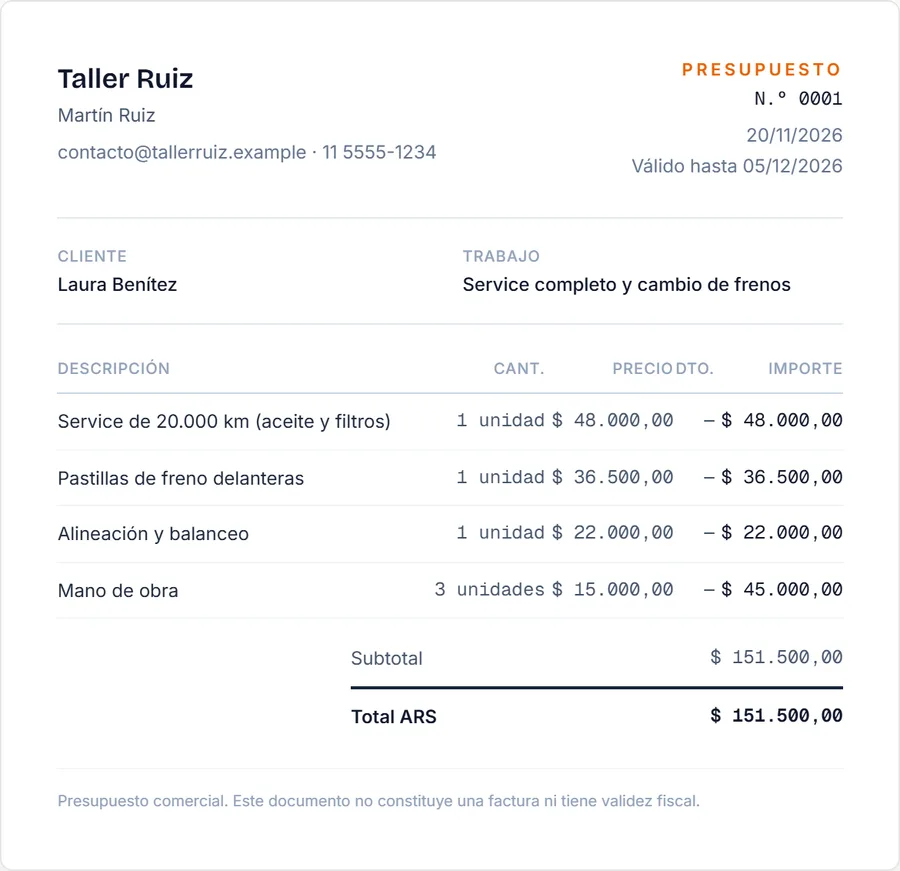 Taller Ruiz
Martín Ruiz
contacto@tallerruiz.example · 11 5555-1234
PRESUPUESTO
N.º 0001
20/11/2026
Válido hasta 05/12/2026
CLIENTE
Laura Benítez
TRABAJO
Service completo y cambio de frenos
DESCRIPCIÓN CANT. PRECIO DTO. IMPORTE
Service de 20.000 km (aceite y filtros) 1 unidad $ 48.000,00 – $ 48.000,00
Pastillas de freno delanteras 1 unidad $ 36.500,00 – $ 36.500,00
Alineación y balanceo 1 unidad $ 22.000,00 – $ 22.000,00
Mano de obra 3 unidades $ 15.000,00 – $ 45.000,00
Subtotal $ 151.500,00
Total ARS $ 151.500,00
Presupuesto comercial. Este documento no constituye una factura ni tiene validez fiscal.